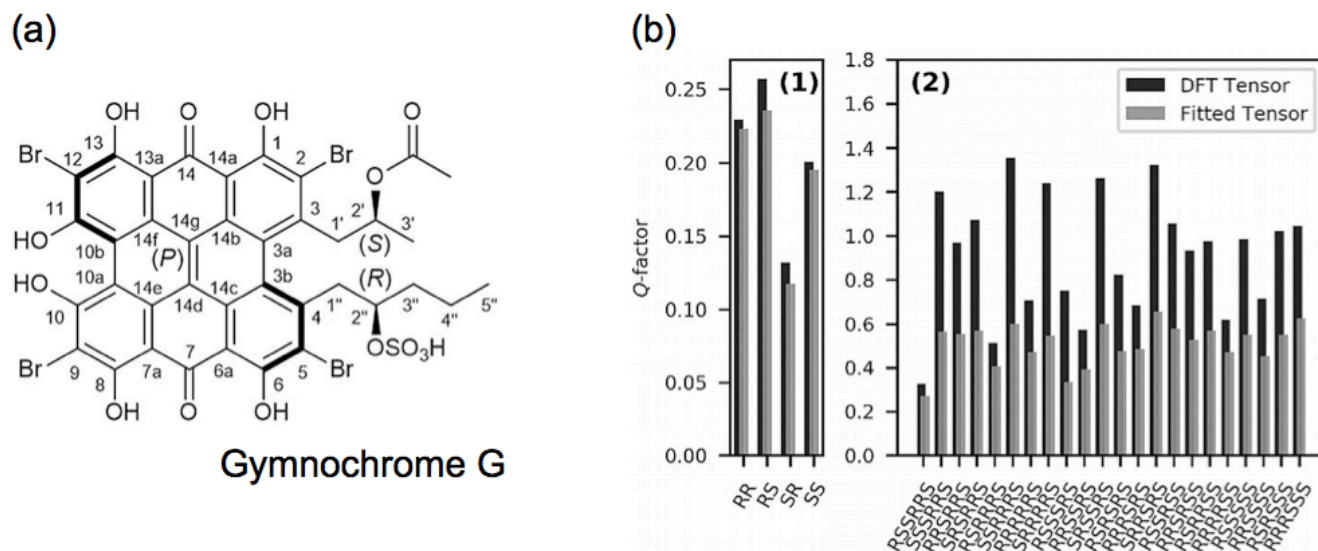 (a)
(b)
OH O OH
Br 13 1 Br O
12 13a 14 14a 2
O
11 14g 3 2' 3'
HO 14f 14b 1' (S)
10b (P) 3a
HO 10a 3b (R)
14e 14c 1" 3" 5"
10 14d 4 2" 4"
OSO3H
Br 9 7 5 Br
8 7a 6a 6
OH O OH
Gymnochrome G
(1)
Q-factor
0.25
0.20
0.15
0.10
0.05
0.00
RR
RS
SR
SS
(2)
DFT Tensor
Fitted Tensor
1.8
1.6
1.4
1.2
1.0
0.8
0.6
0.4
0.2
0.0